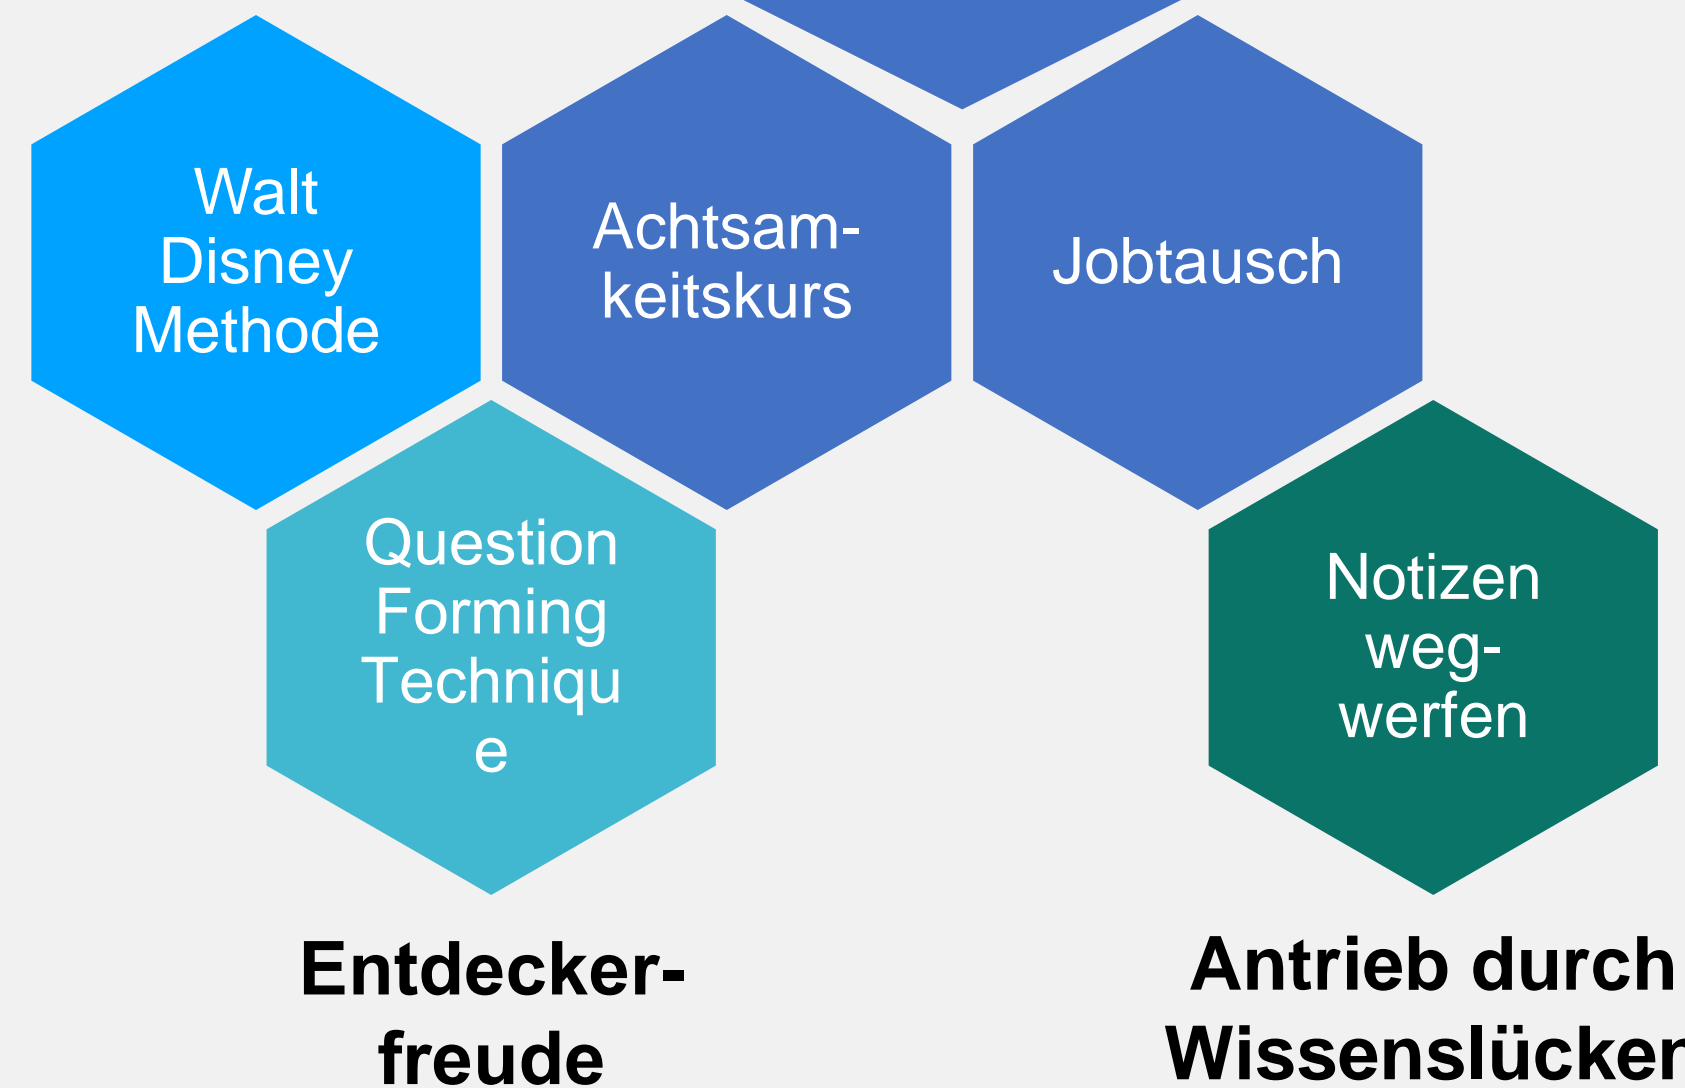 Walt
Disney
Methode
Achtsam-
keitskurs
Jobtausch
Question
Forming
Techniqu
e
Notizen
weg-
werfen
Entdecker-
freude
Antrieb durch
Wissenslücken